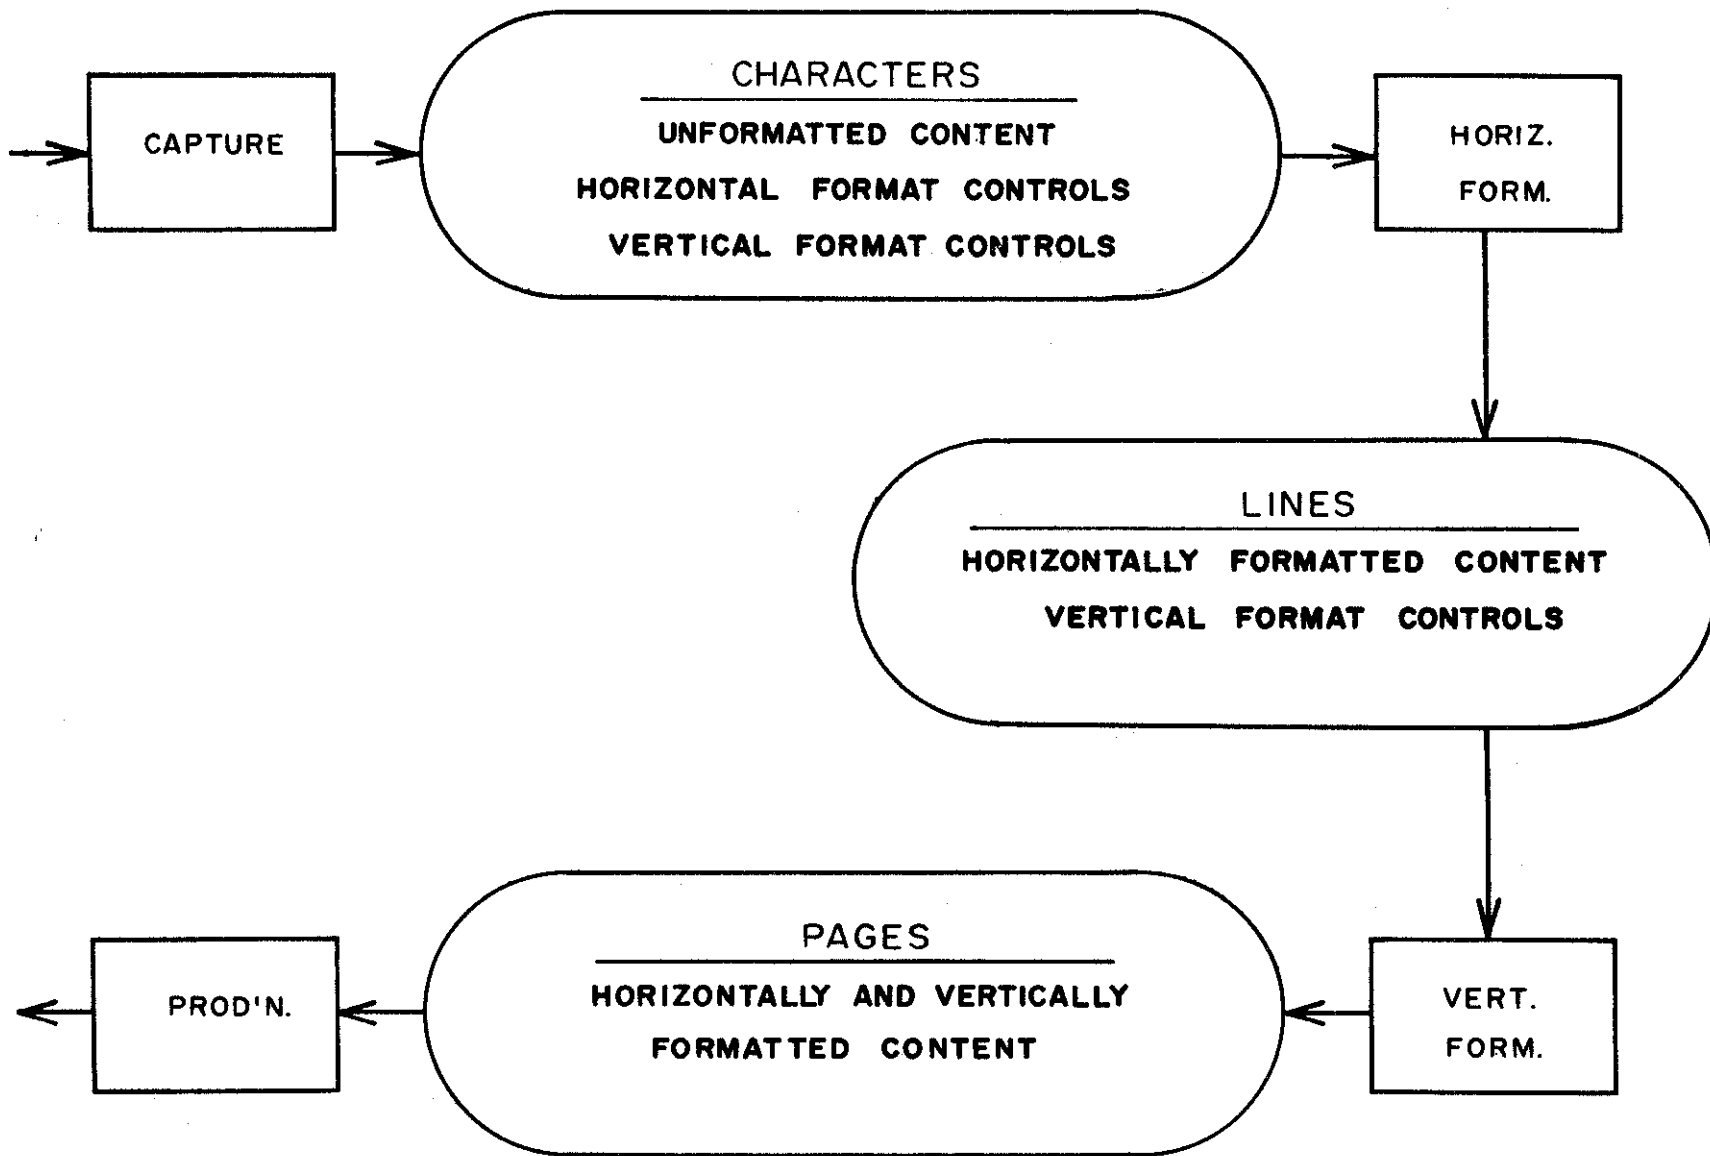 CAPTURE
CHARACTERS
UNFORMATTED CONTENT
HORIZONTAL FORMAT CONTROLS
VERTICAL FORMAT CONTROLS
HORIZ.
FORM.
LINES
HORIZONTALLY FORMATTED CONTENT
VERTICAL FORMAT CONTROLS
VERT.
FORM.
PAGES
HORIZONTALLY AND VERTICALLY
FORMATTED CONTENT
PROD'N.